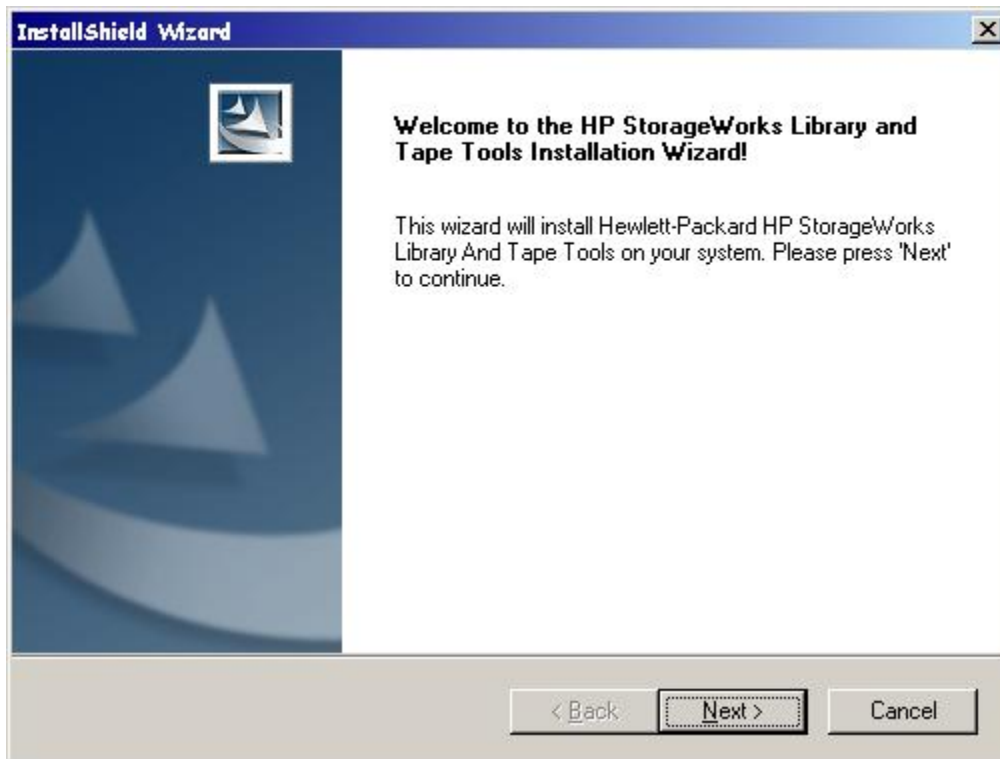 InstallShield Wizard
Welcome to the HP StorageWorks Library and
Tape Tools Installation Wizard!
This wizard will install Hewlett-Packard HP StorageWorks
Library And Tape Tools on your system. Please press 'Next'
to continue.
< Back
Next >
Cancel